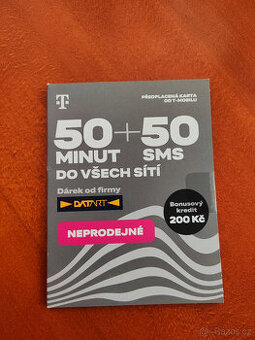 T
PŘEDPLACENÁ KARTA
OD T-MOBILU
50+50
MINUT SMS
DO VŠECH SÍTÍ
Dárek od firmy
DATART
Bonusový
kredit
200 Kč
NEPRODEJNÉ